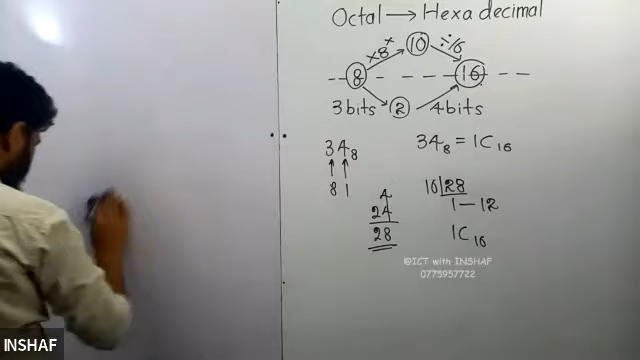 Octal → Hexa decimal
×8ˣ 10 ÷16
8 16
3 bits 2 4 bits
34₈ 34₈ = 1C₁₆
8 1
4
24
28
16 28
1 — 12
1C₁₆
@ICT with INSHAF
0775957722
INSHAF